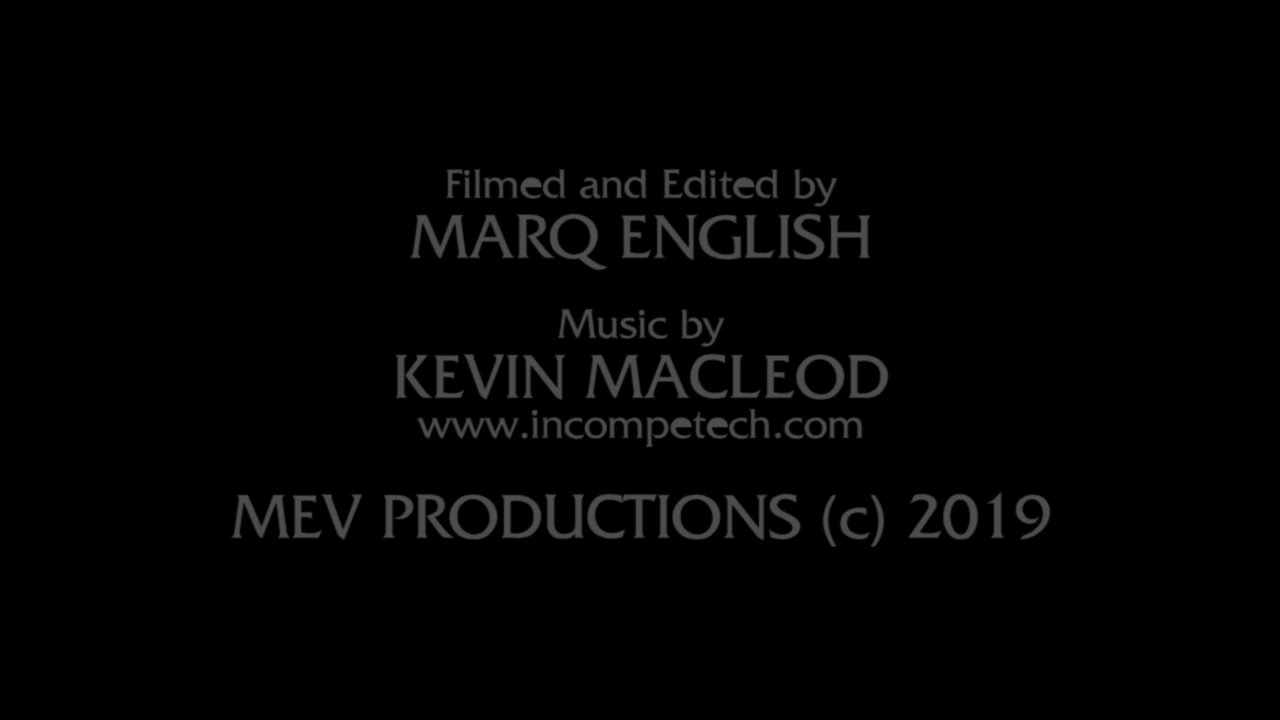 Filmed and Edited by
MARQ ENGLISH
Music by
KEVIN MACLEOD
www.incompetech.com
MEV PRODUCTIONS (c) 2019